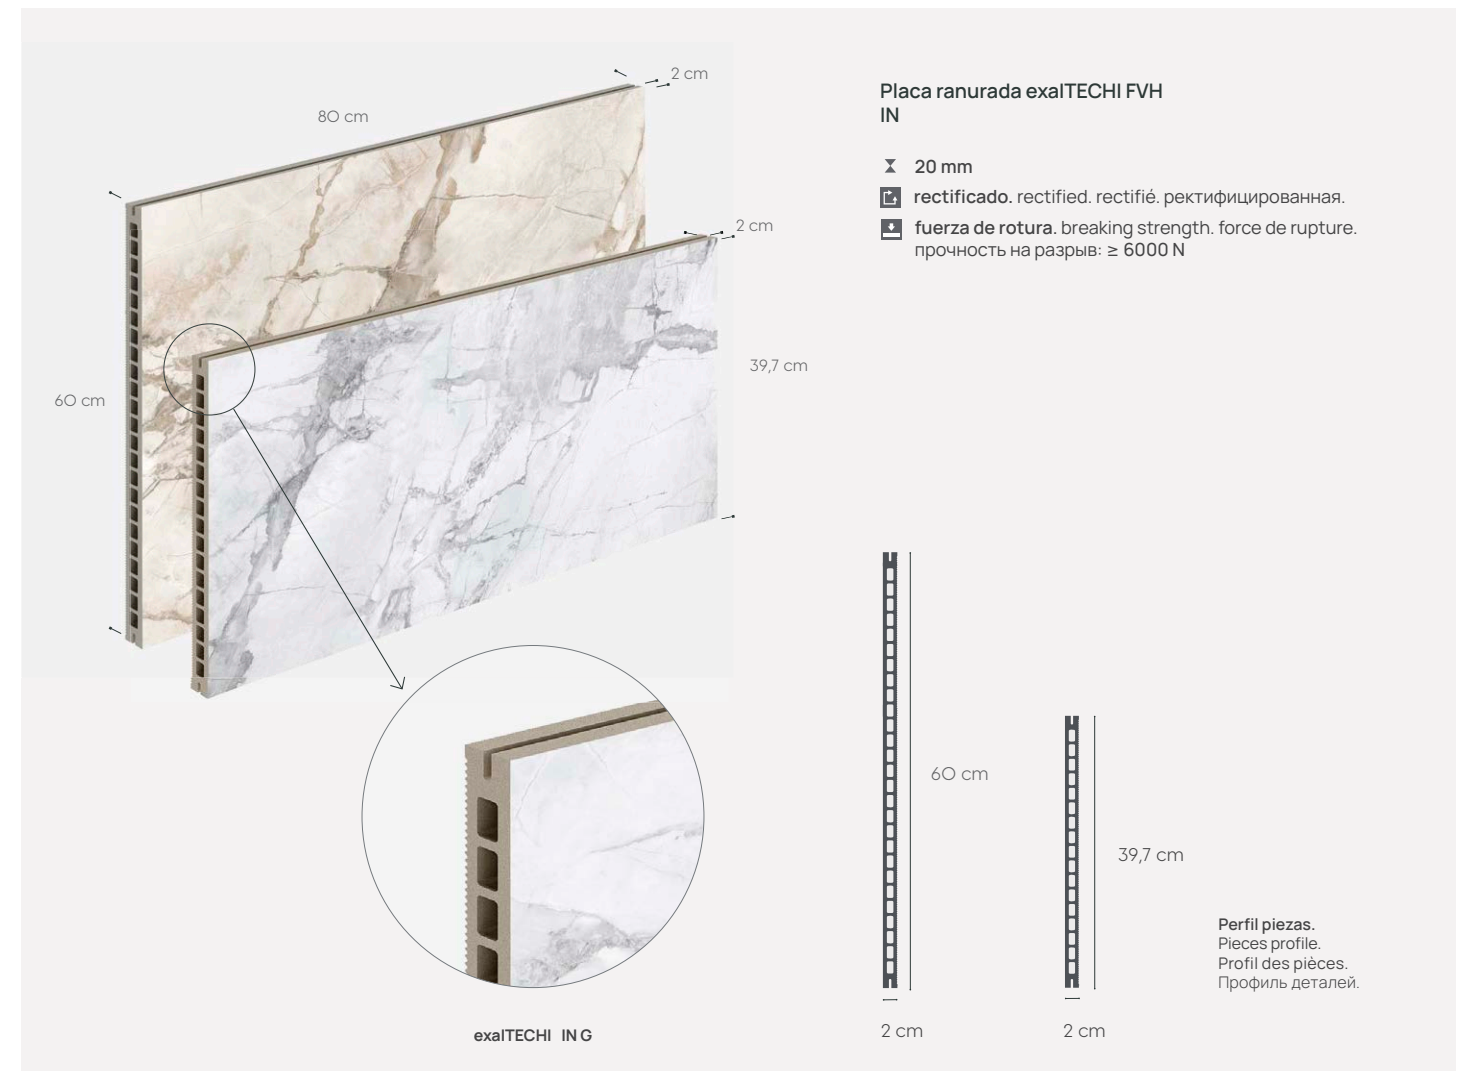 2 cm
80 cm
Placa ranurada exalTECHI FVH
IN
20 mm
rectificado. rectified. rectifié. ректифицированная.
fuerza de rotura. breaking strength. force de rupture.
прочность на разрыв: ≥ 6000 N
2 cm
39,7 cm
60 cm
60 cm
39,7 cm
Perfil piezas.
Pieces profile.
Profil des pièces.
Профиль деталей.
2 cm
2 cm
exalTECHI IN G